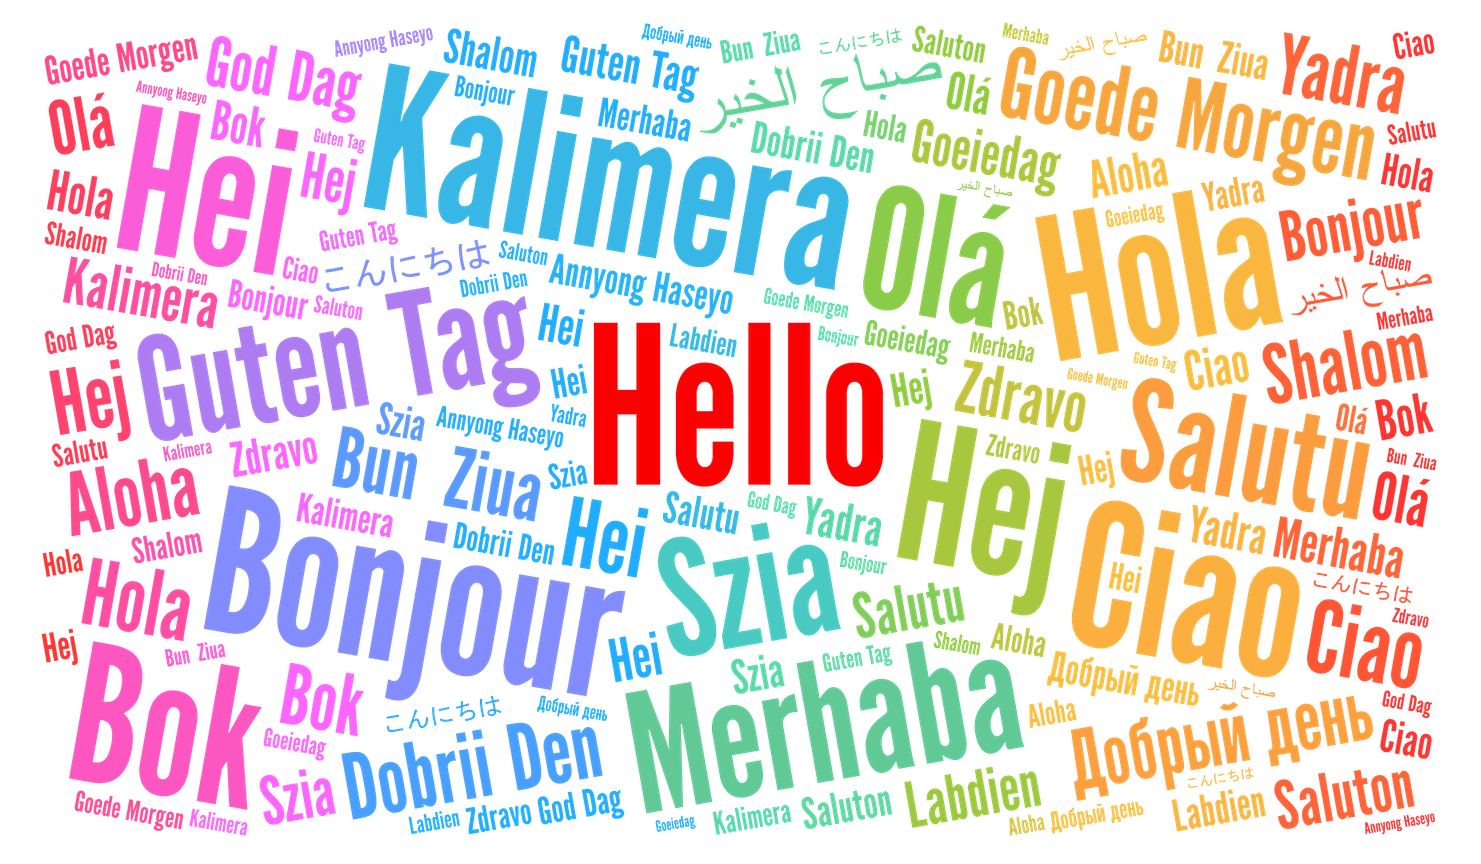 Goede Morgen
God Dag
Annyong Haseyo
Shalom
Guten Tag
Добрый день
Bun Ziua
こんにちは
Saluton
Merhaba
صباح الخير
Bun Ziua
Yadra
Ciao
Olá
Annyong Haseyo
Bok
Guten Tag
Hei
Hej
Kalimera
Bonjour
Merhaba
صباح الخير
Dobrii Den
Hola
Olá
Goeiedag
Goede Morgen
Aloha
Salutu
Hola
Hola
Shalom
Guten Tag
Ciao
こんにちは
Saluton
Dobrii Den
Annyong Haseyo
صباح الخير
Olá
Goeiedag
Yadra
Hola
Bonjour
Labdien
صباح الخير
Kalimera
Dobrii Den
Bonjour
Saluton
Goede Morgen
Bok
Merhaba
God Dag
Guten Tag
Hei
Labdien
Bonjour
Goeiedag
Merhaba
Guten Tag
Ciao
Shalom
Hej
Hei
Yadra
Hello
Hej
Zdravo
Goede Morgen
Salutu
Olá
Bok
Salutu
Kalimera
Zdravo
Szia
Annyong Haseyo
Bun Ziua
Szia
Zdravo
Hej
Hej
Bun Ziua
Olá
Aloha
Shalom
Kalimera
Bonjour
Dobrii Den
Hei
Salutu
God Dag
Yadra
Bonjour
Szia
Ciao
Hei
Yadra
Merhaba
こんにちは
Hola
Hola
Hej
Bun Ziua
Hei
Szia
Guten Tag
Salutu
Shalom
Aloha
Добрый день
صباح الخير
Ciao
Zdravo
Bok
Bok
Goeiedag
こんにちは
Добрый день
Merhaba
Aloha
Добрый день
God Dag
Ciao
Goede Morgen
Kalimera
Szia
Dobrii Den
Labdien
Zdravo
God Dag
Goeiedag
Kalimera
Saluton
Labdien
Aloha
Добрый день
こんにちは
Labdien
Saluton
Annyong Haseyo